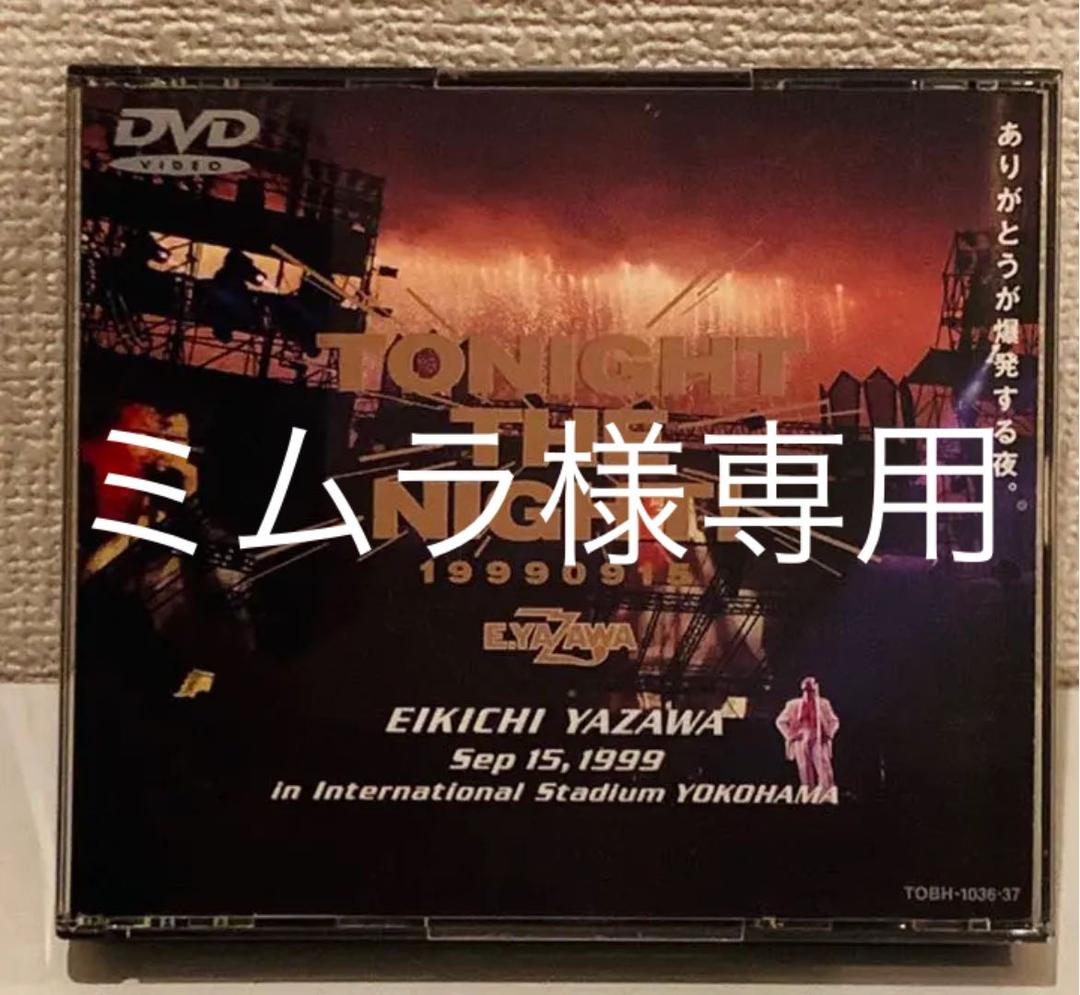 DVD
VIDEO
ありがとうが爆発する夜。
TONIGHT
THE
NIGHT!
19990915
E.YAZAWA
ミムラ様専用
EIKICHI YAZAWA
Sep 15, 1999
in International Stadium YOKOHAMA
TOBH-1036·37